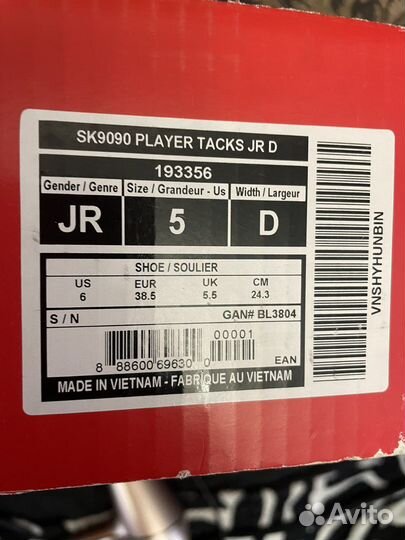 SK9090 PLAYER TACKS JR D
193356
Gender / Genre Size / Grandeur - Us Width / Largeur
JR 5 D
SHOE / SOULIER
US EUR UK CM
6 38.5 5.5 24.3
S / N GAN# BL3804
00001
8 88600 69630 0 EAN
MADE IN VIETNAM - FABRIQUE AU VIETNAM
VNSHYHUNBIN
Avito